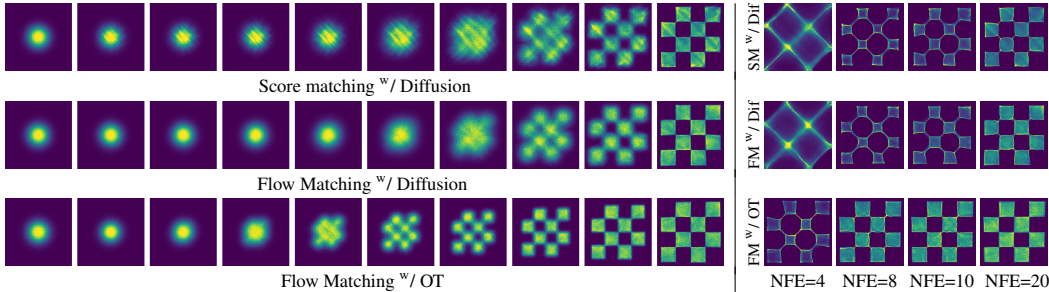 Score matching w/ Diffusion
Flow Matching w/ Diffusion
Flow Matching w/ OT
SM w/ Dif
FM w/ Dif
FM w/ OT
NFE=4 NFE=8 NFE=10 NFE=20